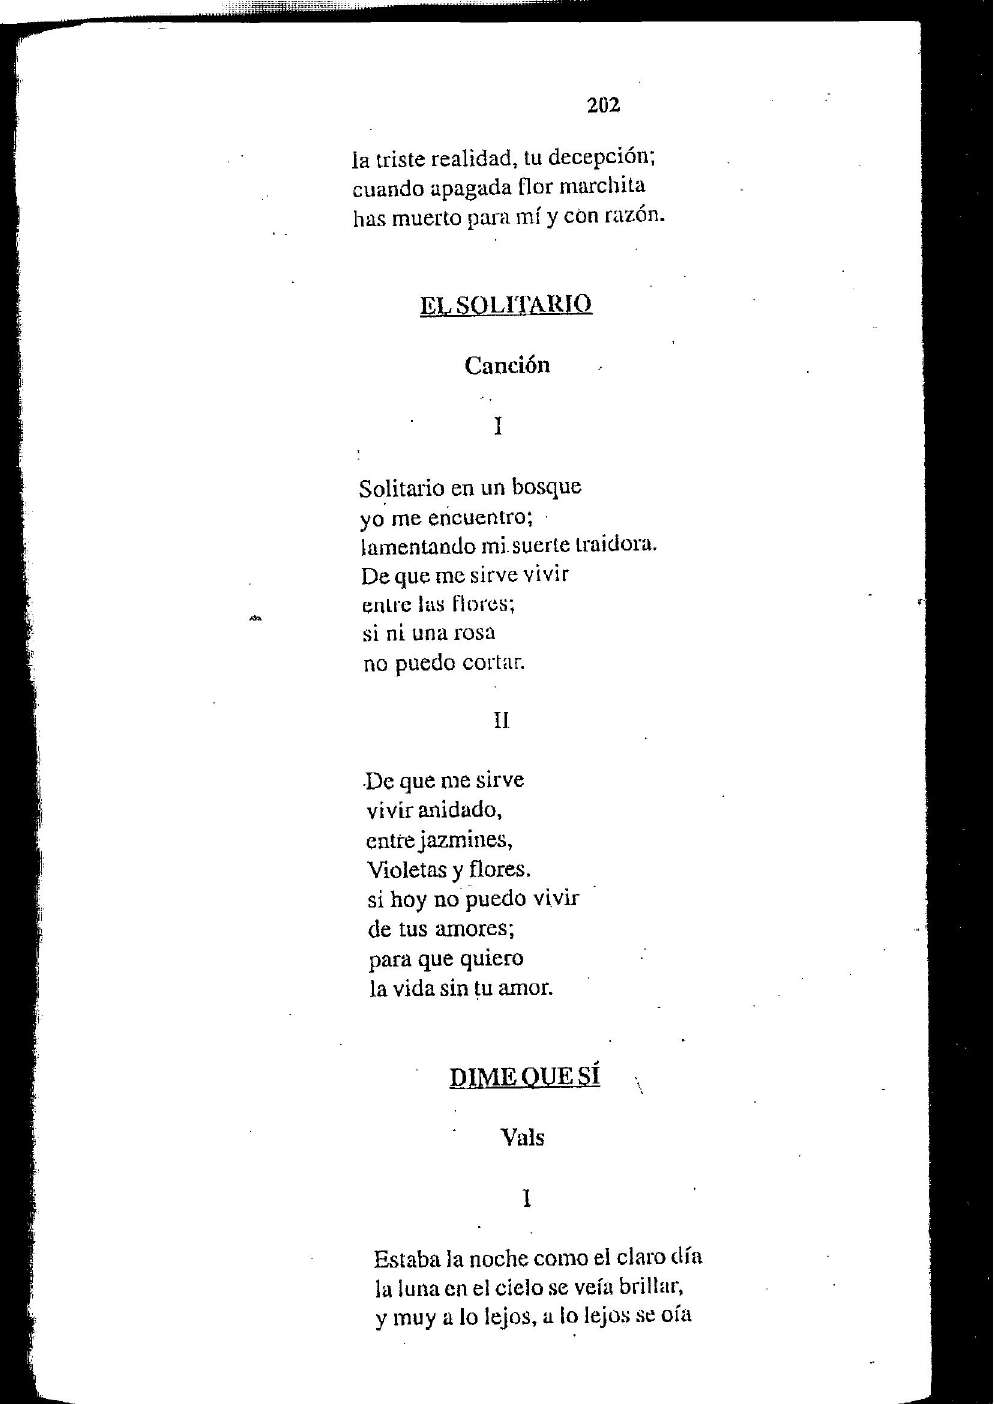 202
la triste realidad, tu decepción;
cuando apagada flor marchita
has muerto para mí y con razón.
EL SOLITARIO
Canción
I
Solitario en un bosque
yo me encuentro;
lamentando mi suerte traidora.
De que me sirve vivir
entre las flores;
si ni una rosa
no puedo cortar.
II
De que me sirve
vivir anidado,
entre jazmines,
Violetas y flores.
si hoy no puedo vivir
de tus amores;
para que quiero
la vida sin tu amor.
DIME QUE SÍ
Vals
I
Estaba la noche como el claro día
la luna en el cielo se veía brillar,
y muy a lo lejos, a lo lejos se oía